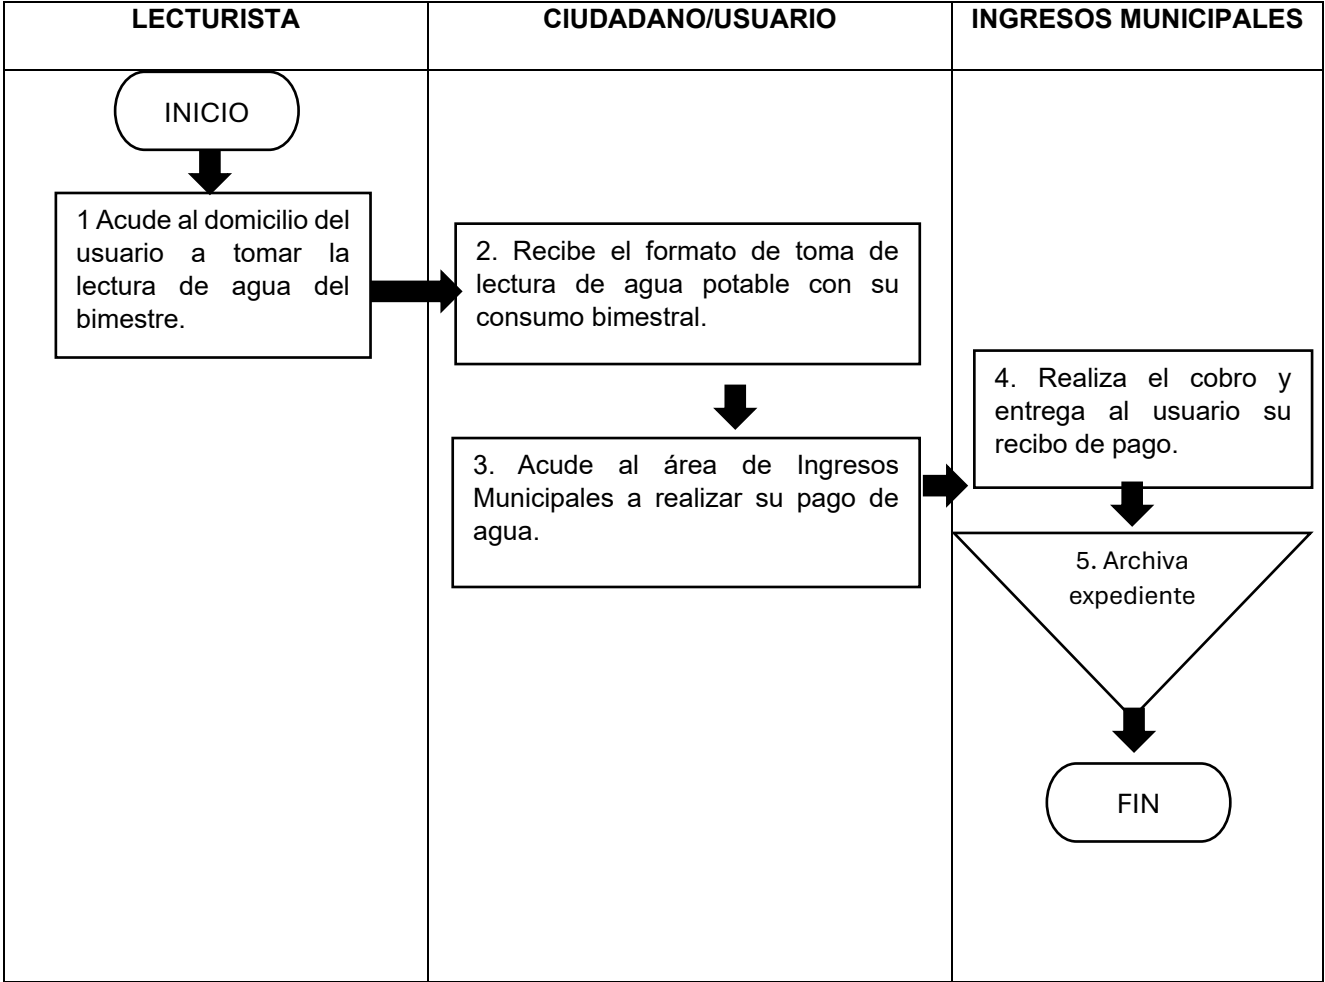 LECTURISTA
CIUDADANO/USUARIO
INGRESOS MUNICIPALES
INICIO
1 Acude al domicilio del
usuario a tomar la
lectura de agua del
bimestre.
2. Recibe el formato de toma de
lectura de agua potable con su
consumo bimestral.
3. Acude al área de Ingresos
Municipales a realizar su pago de
agua.
4. Realiza el cobro y
entrega al usuario su
recibo de pago.
5. Archiva
expediente
FIN